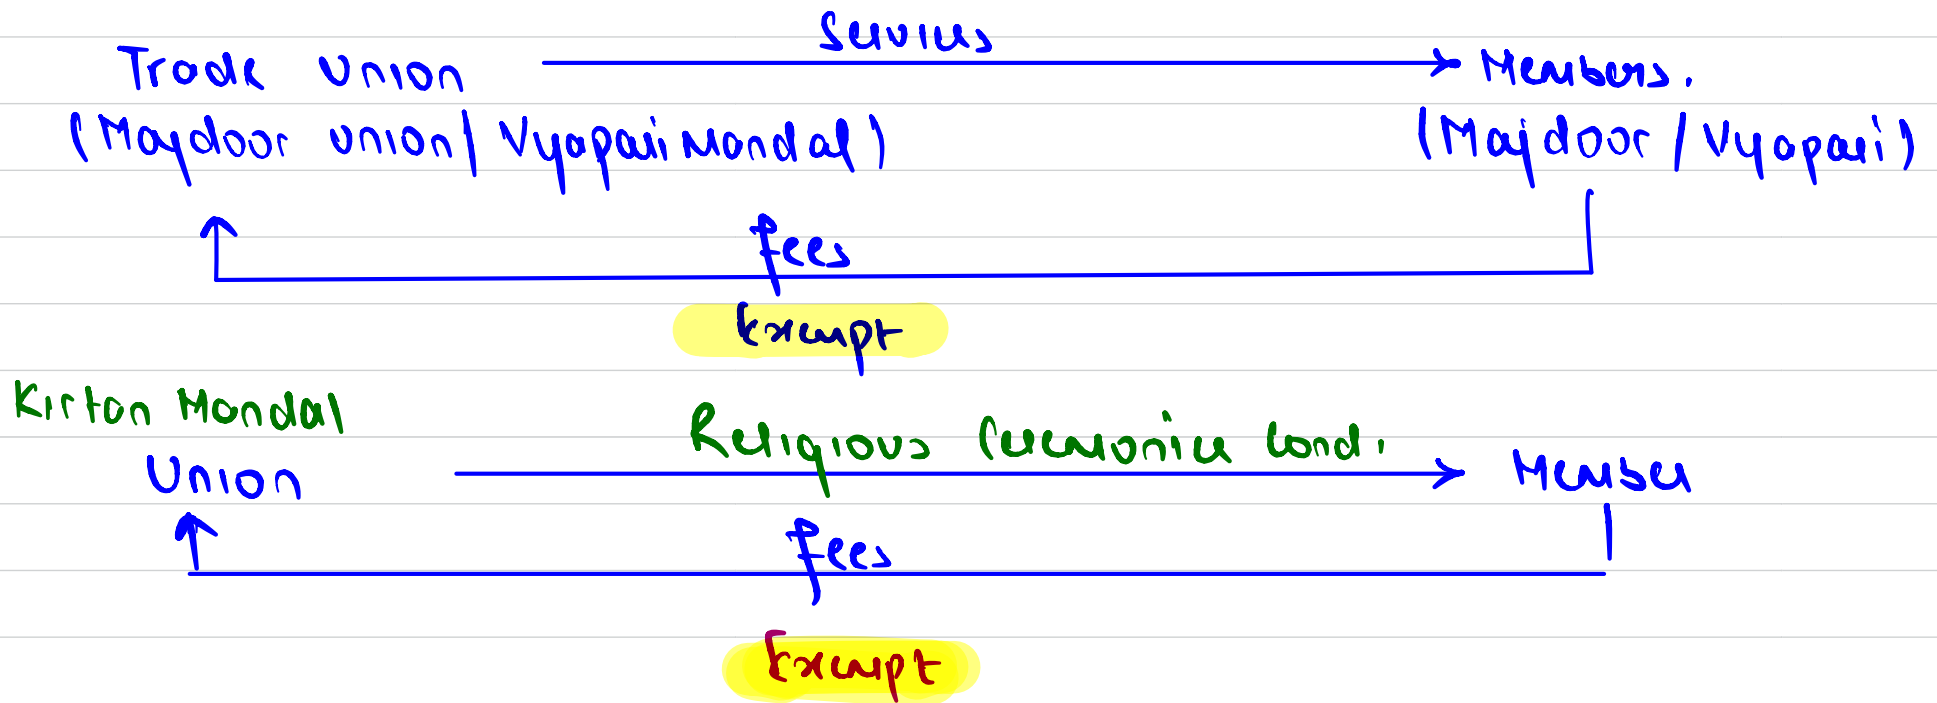 Services
Trade Union Members.
(Majdoor union/Vyapari Mandal) (Majdoor/Vyapari)
fees
Exempt
Kirtan Mandal
Religious Ceremonies Cond.
Union Member
fees
Exempt